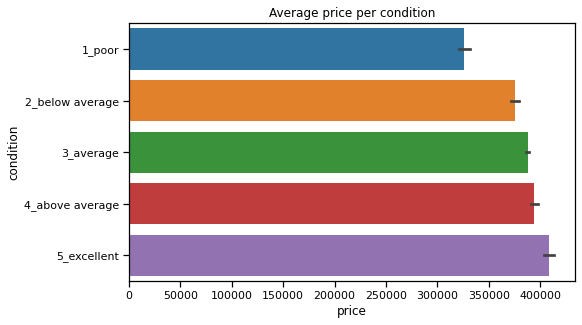 Average price per condition
condition
1_poor
2_below average
3_average
4_above average
5_excellent
0 50000 100000 150000 200000 250000 300000 350000 400000
price